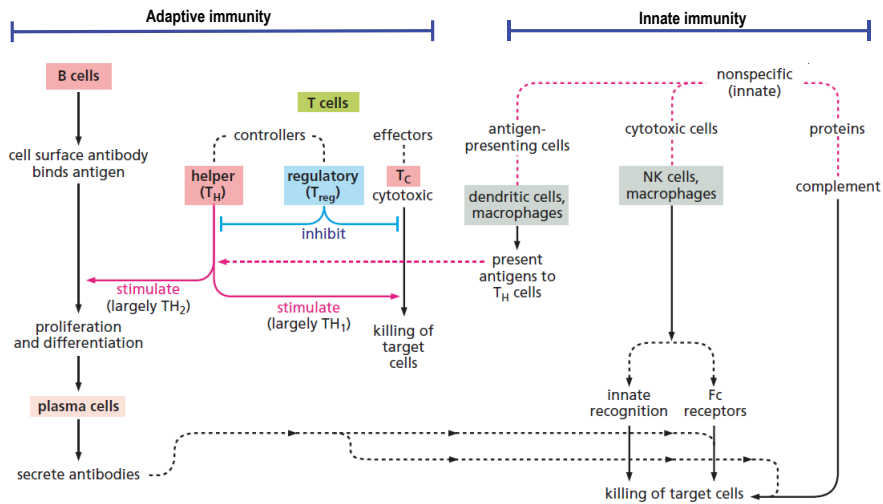 Adaptive immunity
Innate immunity
B cells
T cells
nonspecific
(innate)
controllers
effectors
antigen-
presenting cells
cytotoxic cells
proteins
cell surface antibody
binds antigen
helper
(TH)
regulatory
(Treg)
TC
cytotoxic
dendritic cells,
macrophages
NK cells,
macrophages
complement
inhibit
present
antigens to
TH cells
stimulate
(largely TH2)
stimulate
(largely TH1)
proliferation
and differentiation
killing of
target
cells
plasma cells
innate
recognition
Fc
receptors
secrete antibodies
killing of target cells